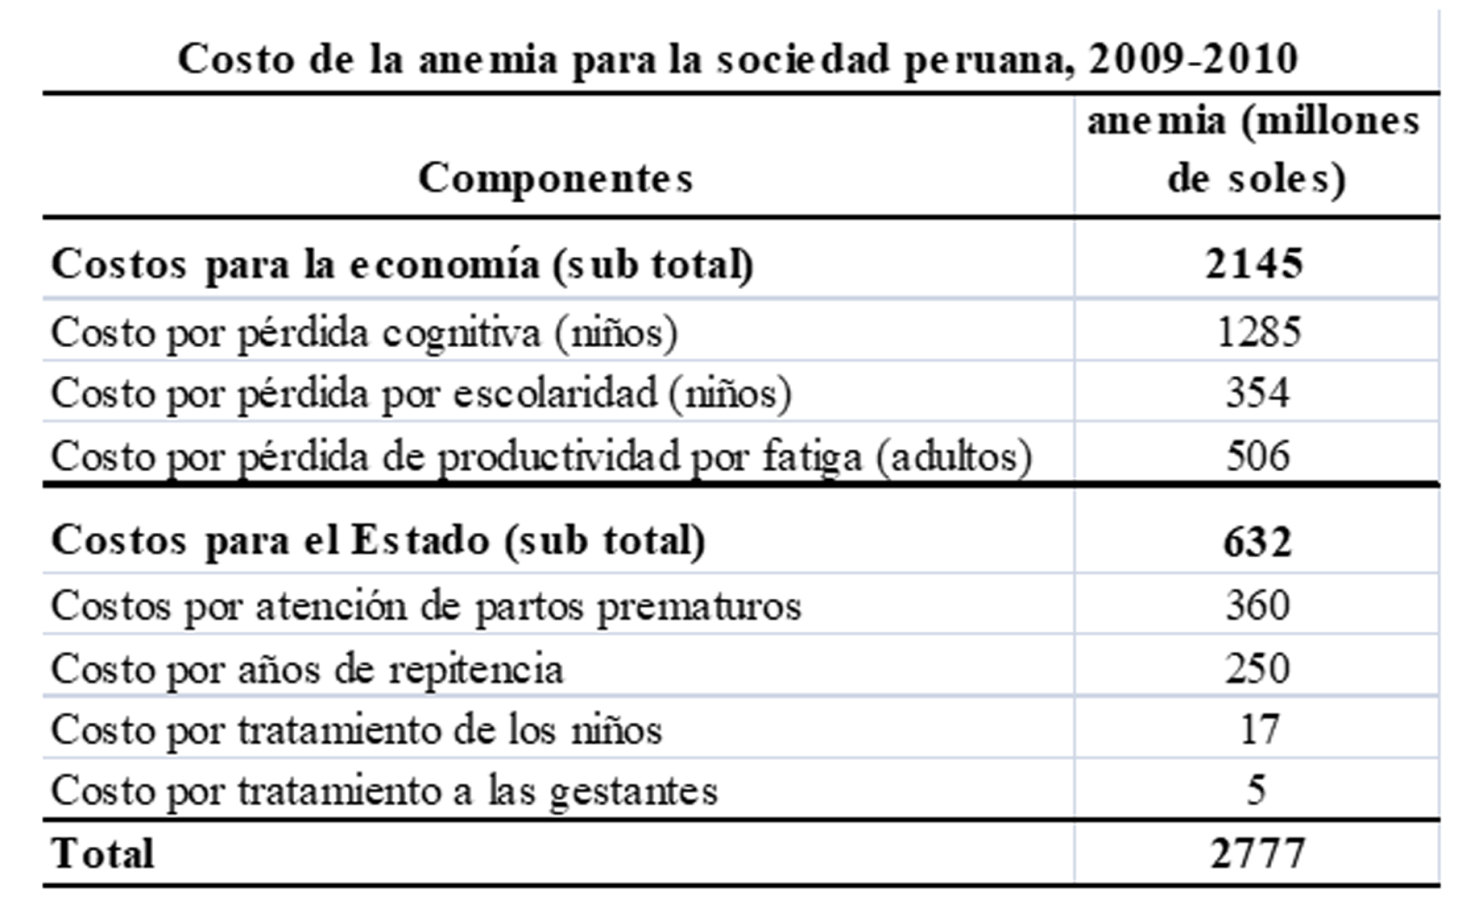 Costo de la anemia para la sociedad peruana, 2009-2010
Componentes anemia (millones de soles)
Costos para la economía (sub total) 2145
Costo por pérdida cognitiva (niños) 1285
Costo por pérdida por escolaridad (niños) 354
Costo por pérdida de productividad por fatiga (adultos) 506
Costos para el Estado (sub total) 632
Costos por atención de partos prematuros 360
Costo por años de repitencia 250
Costo por tratamiento de los niños 17
Costo por tratamiento a las gestantes 5
Total 2777